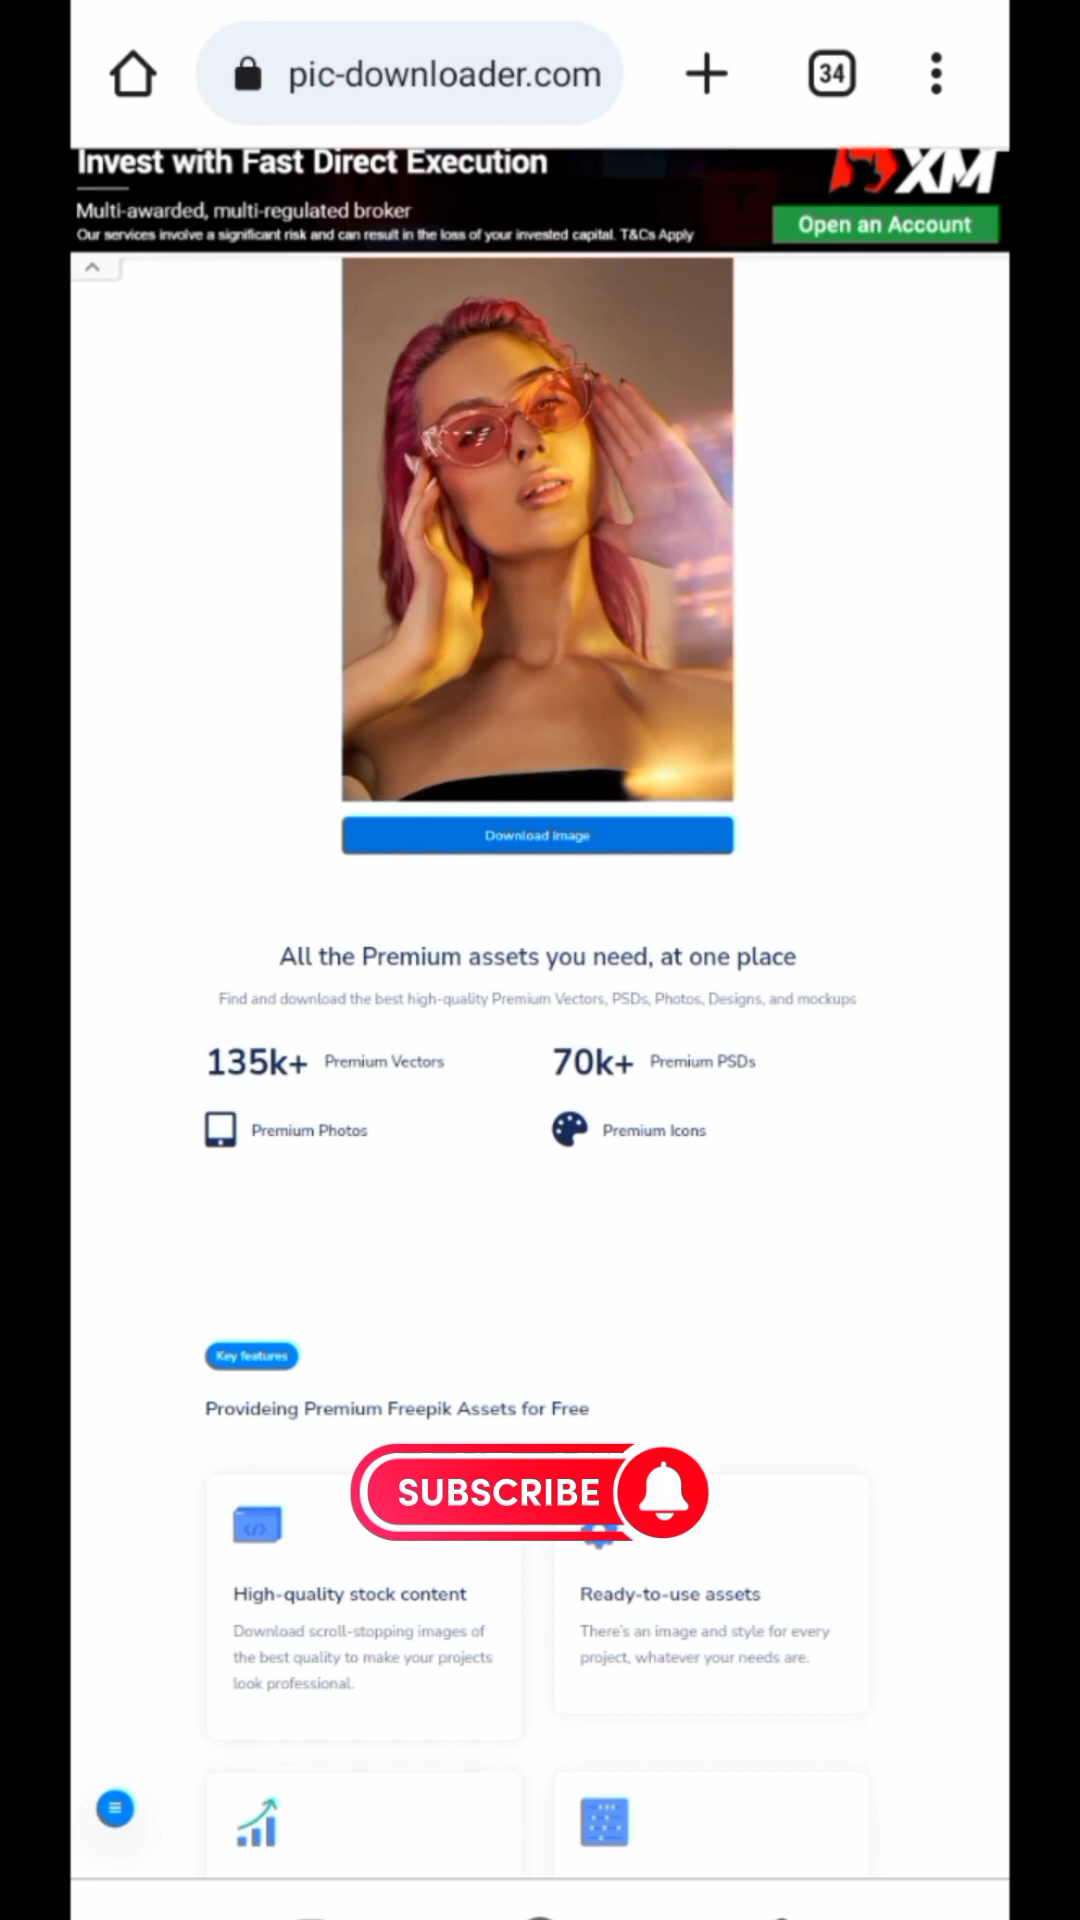 pic-downloader.com
34
Invest with Fast Direct Execution
XM
Multi-awarded, multi-regulated broker
Our services involve a significant risk and can result in the loss of your invested capital. T&Cs Apply
Open an Account
Download image
All the Premium assets you need, at one place
Find and download the best high-quality Premium Vectors, PSDs, Photos, Designs, and mockups
135k+ Premium Vectors
70k+ Premium PSDs
Premium Photos
Premium Icons
Key features
Provideing Premium Freepik Assets for Free
SUBSCRIBE
High-quality stock content
Download scroll-stopping images of
the best quality to make your projects
look professional.
Ready-to-use assets
There's an image and style for every
project, whatever your needs are.